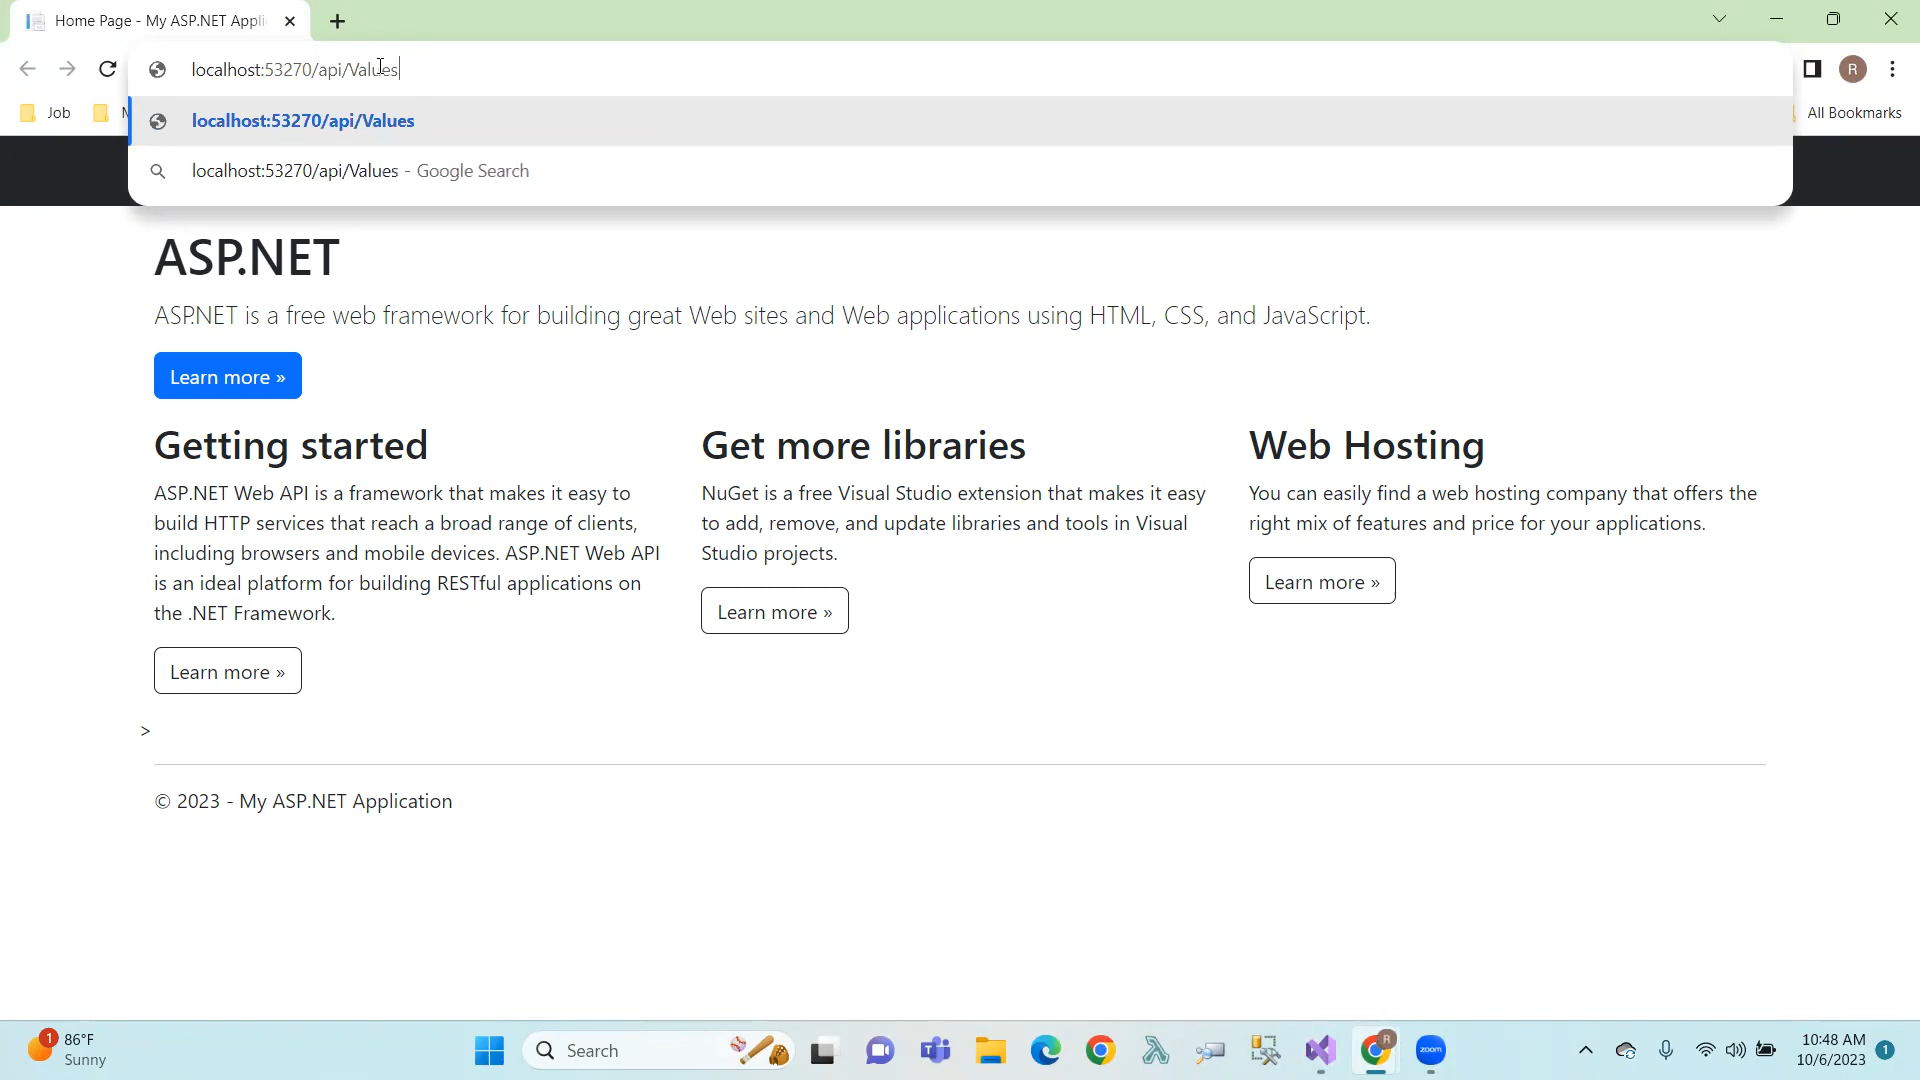 Home Page - My ASP.NET Appli
localhost:53270/api/Values
R
Job
M
All Bookmarks
localhost:53270/api/Values
localhost:53270/api/Values - Google Search
ASP.NET
ASP.NET is a free web framework for building great Web sites and Web applications using HTML, CSS, and JavaScript.
Learn more »
Getting started
ASP.NET Web API is a framework that makes it easy to
build HTTP services that reach a broad range of clients,
including browsers and mobile devices. ASP.NET Web API
is an ideal platform for building RESTful applications on
the .NET Framework.
Learn more »
Get more libraries
NuGet is a free Visual Studio extension that makes it easy
to add, remove, and update libraries and tools in Visual
Studio projects.
Learn more »
Web Hosting
You can easily find a web hosting company that offers the
right mix of features and price for your applications.
Learn more »
>
© 2023 - My ASP.NET Application
1
86°F
Sunny
Search
R
zoom
10:48 AM
10/6/2023
1